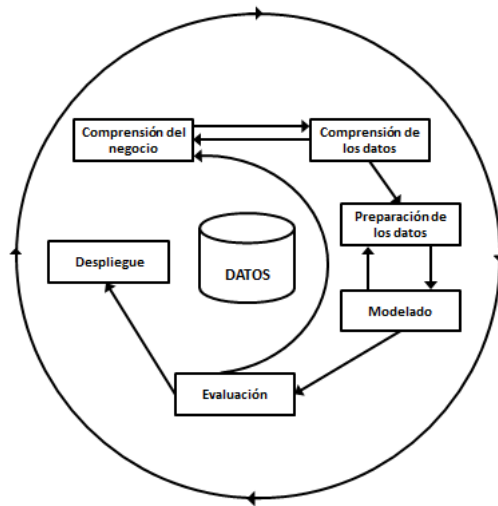 Comprensión del
negocio
Comprensión de
los datos
Preparación de
los datos
Despliegue
DATOS
Modelado
Evaluación